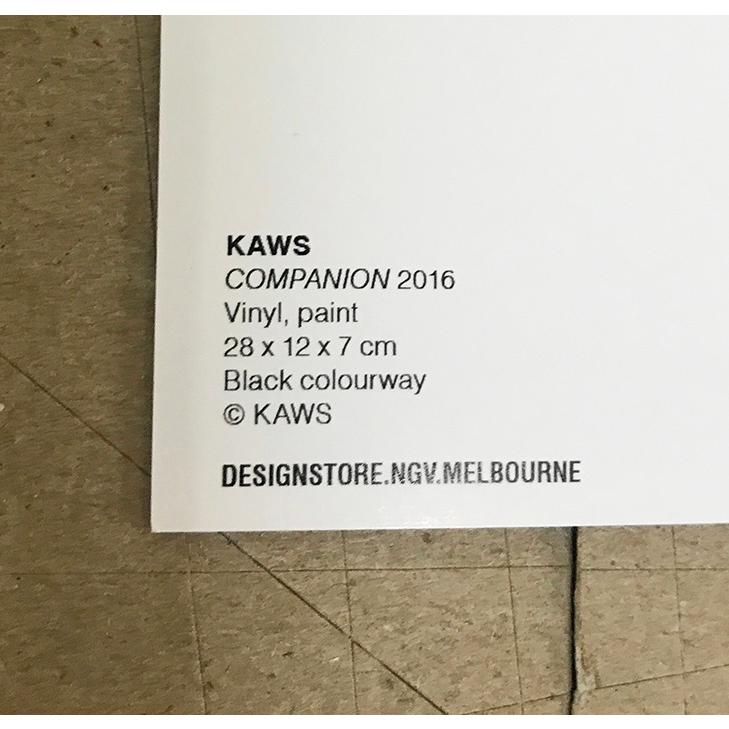 KAWS
COMPANION 2016
Vinyl, paint
28 x 12 x 7 cm
Black colourway
© KAWS
DESIGNSTORE.NGV.MELBOURNE